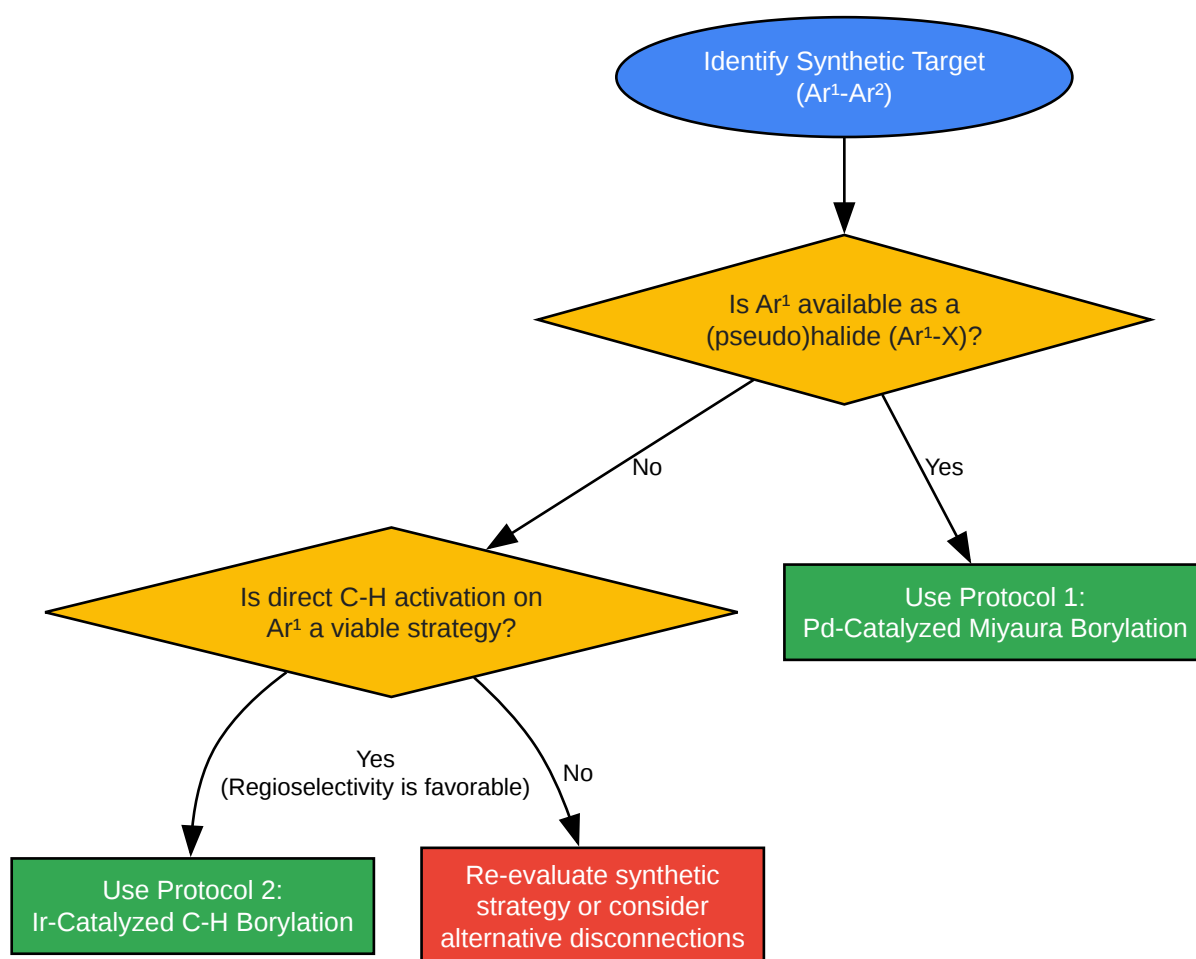 Identify Synthetic Target
(Ar¹-Ar²)
Is Ar¹ available as a
(pseudo)halide (Ar¹-X)?
No
Yes
Is direct C-H activation on
Ar¹ a viable strategy?
Use Protocol 1:
Pd-Catalyzed Miyaura Borylation
Yes
(Regioselectivity is favorable)
No
Use Protocol 2:
Ir-Catalyzed C-H Borylation
Re-evaluate synthetic
strategy or consider
alternative disconnections